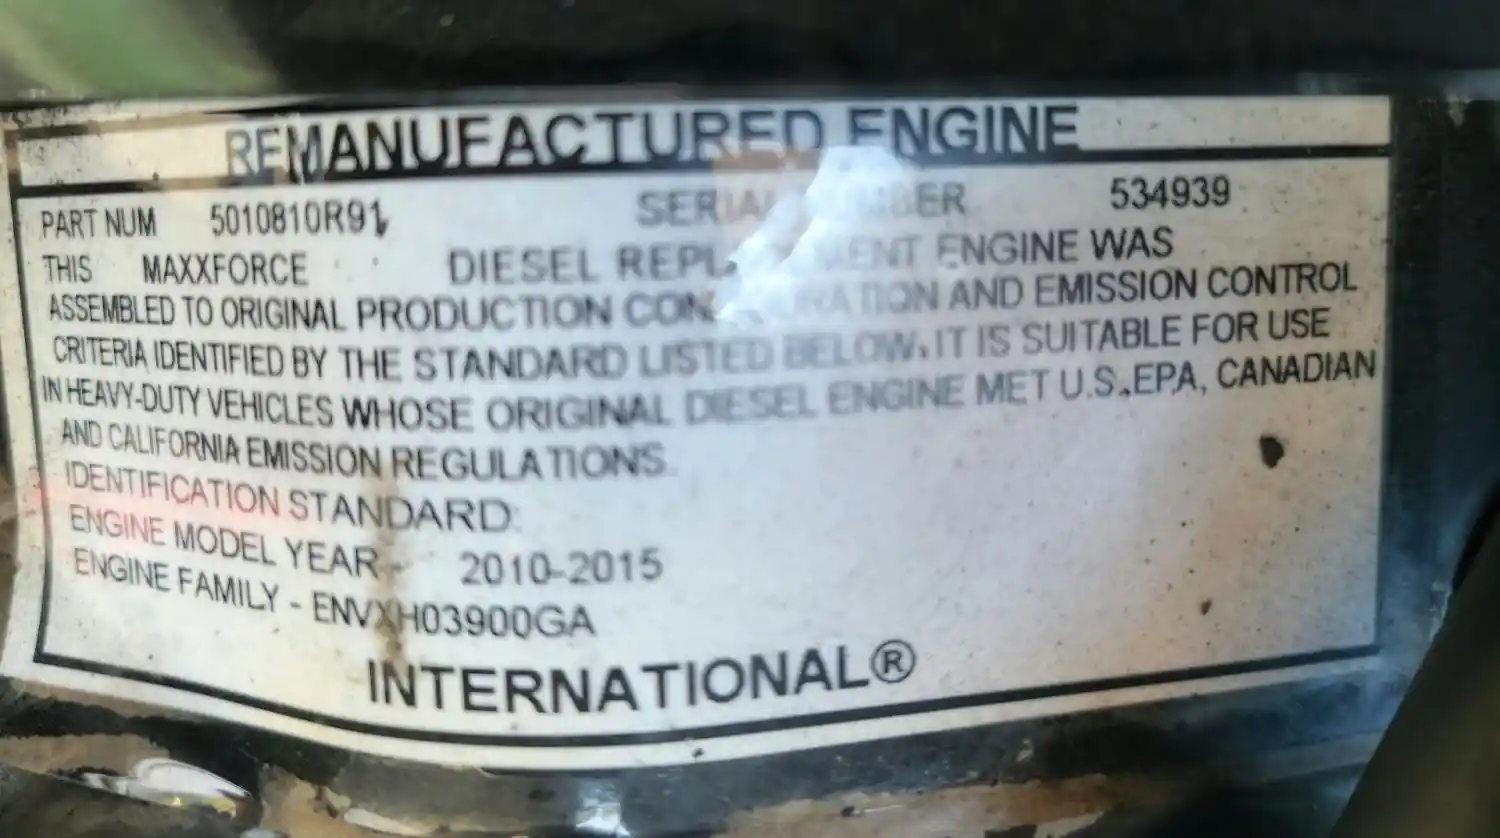 REMANUFACTURED ENGINE
PART NUM 5010810R91 SERIAL NUMBER 534939
THIS MAXXFORCE DIESEL REPLACEMENT ENGINE WAS
ASSEMBLED TO ORIGINAL PRODUCTION CONFIGURATION AND EMISSION CONTROL
CRITERIA IDENTIFIED BY THE STANDARD LISTED BELOW. IT IS SUITABLE FOR USE
IN HEAVY-DUTY VEHICLES WHOSE ORIGINAL DIESEL ENGINE MET U.S.EPA, CANADIAN
AND CALIFORNIA EMISSION REGULATIONS.
IDENTIFICATION STANDARD:
ENGINE MODEL YEAR - 2010-2015
ENGINE FAMILY - ENVXH03900GA
INTERNATIONAL®